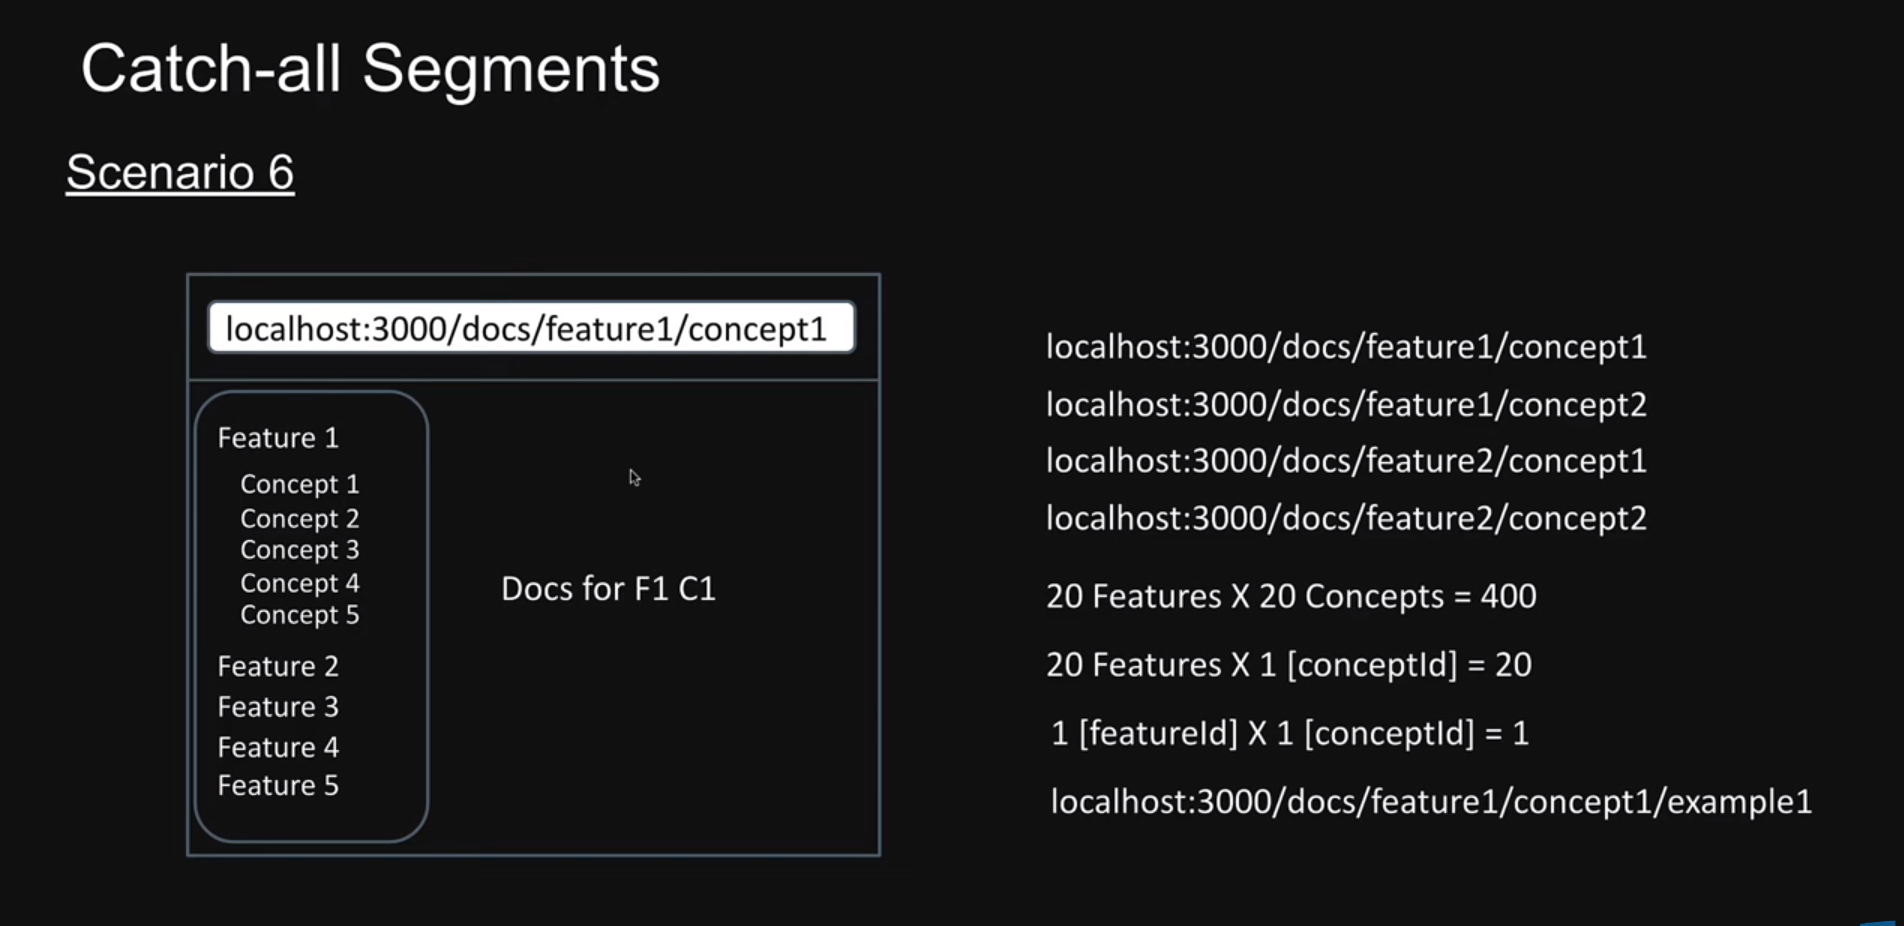 Catch-all Segments
Scenario 6
localhost:3000/docs/feature1/concept1
Feature 1
Concept 1
Concept 2
Concept 3
Concept 4
Concept 5
Feature 2
Feature 3
Feature 4
Feature 5
Docs for F1 C1
localhost:3000/docs/feature1/concept1
localhost:3000/docs/feature1/concept2
localhost:3000/docs/feature2/concept1
localhost:3000/docs/feature2/concept2
20 Features X 20 Concepts = 400
20 Features X 1 [conceptId] = 20
1 [featureId] X 1 [conceptId] = 1
localhost:3000/docs/feature1/concept1/example1